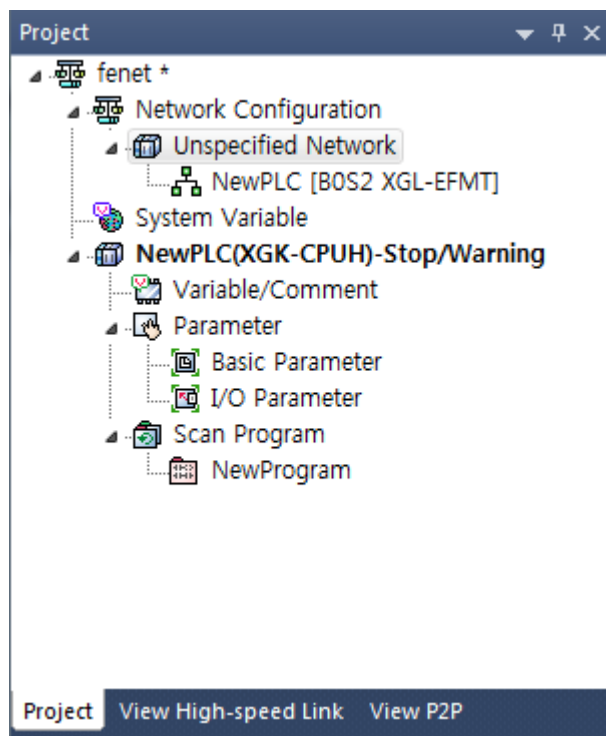 Project
fenet *
Network Configuration
Unspecified Network
NewPLC [B0S2 XGL-EFMT]
System Variable
NewPLC(XGK-CPUH)-Stop/Warning
Variable/Comment
Parameter
Basic Parameter
I/O Parameter
Scan Program
NewProgram
Project View High-speed Link View P2P